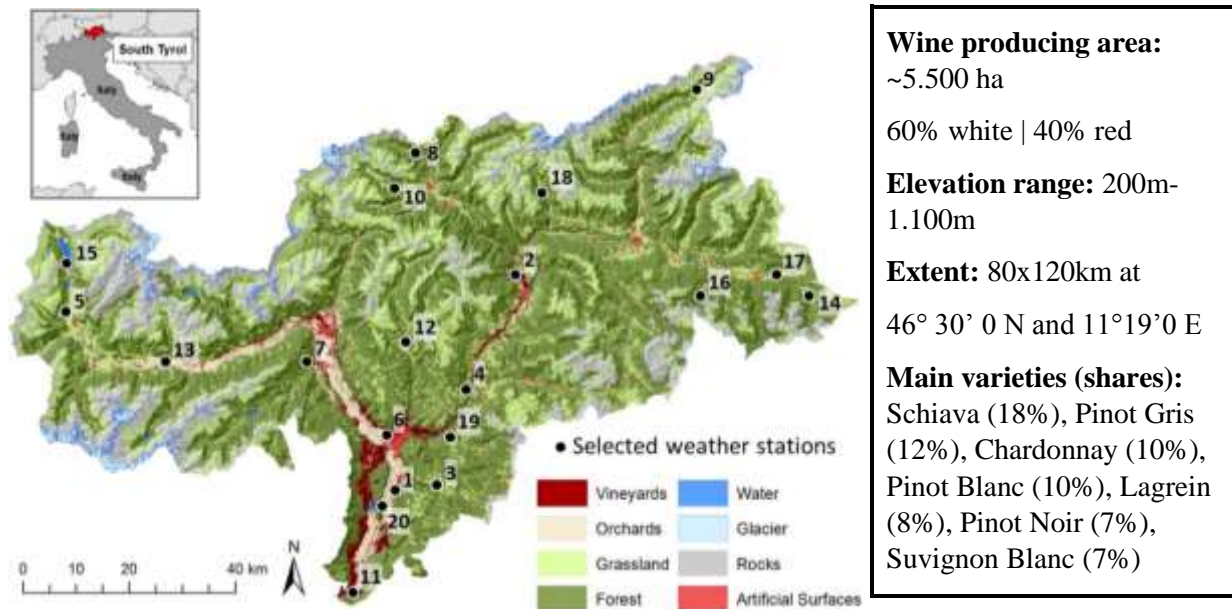 South Tyrol
Italy
Italy
Italy
9
8
10
18
15
2
17
5
16
14
12
13
7
4
6
19
1
3
20
11
● Selected weather stations
Vineyards Water
Orchards Glacier
Grassland Rocks
Forest Artificial Surfaces
N
0 10 20 40 km
Wine producing area:
~5.500 ha
60% white | 40% red
Elevation range: 200m-
1.100m
Extent: 80x120km at
46° 30’ 0 N and 11°19’0 E
Main varieties (shares):
Schiava (18%), Pinot Gris
(12%), Chardonnay (10%),
Pinot Blanc (10%), Lagrein
(8%), Pinot Noir (7%),
Suvignon Blanc (7%)